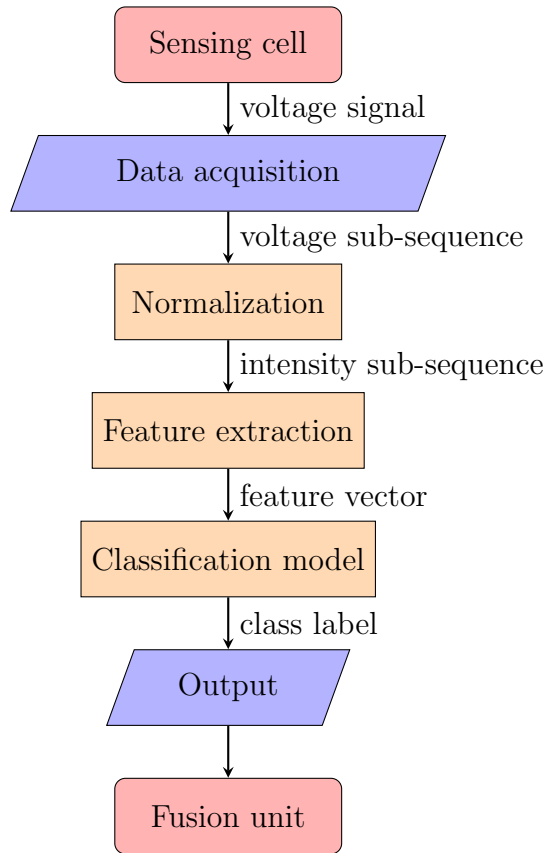 Sensing cell
voltage signal
Data acquisition
voltage sub-sequence
Normalization
intensity sub-sequence
Feature extraction
feature vector
Classification model
class label
Output
Fusion unit